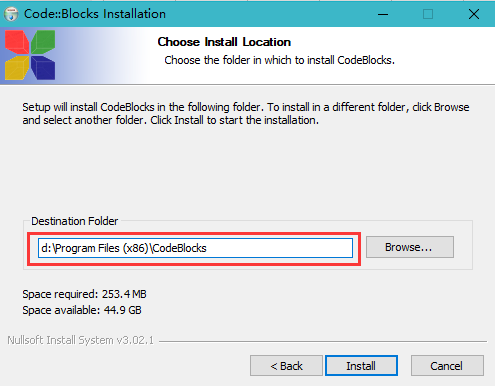 Code::Blocks Installation
Choose Install Location
Choose the folder in which to install CodeBlocks.
Setup will install CodeBlocks in the following folder. To install in a different folder, click Browse
and select another folder. Click Install to start the installation.
Destination Folder
d:\Program Files (x86)\CodeBlocks
Browse...
Space required: 253.4 MB
Space available: 44.9 GB
Nullsoft Install System v3.02.1
< Back
Install
Cancel